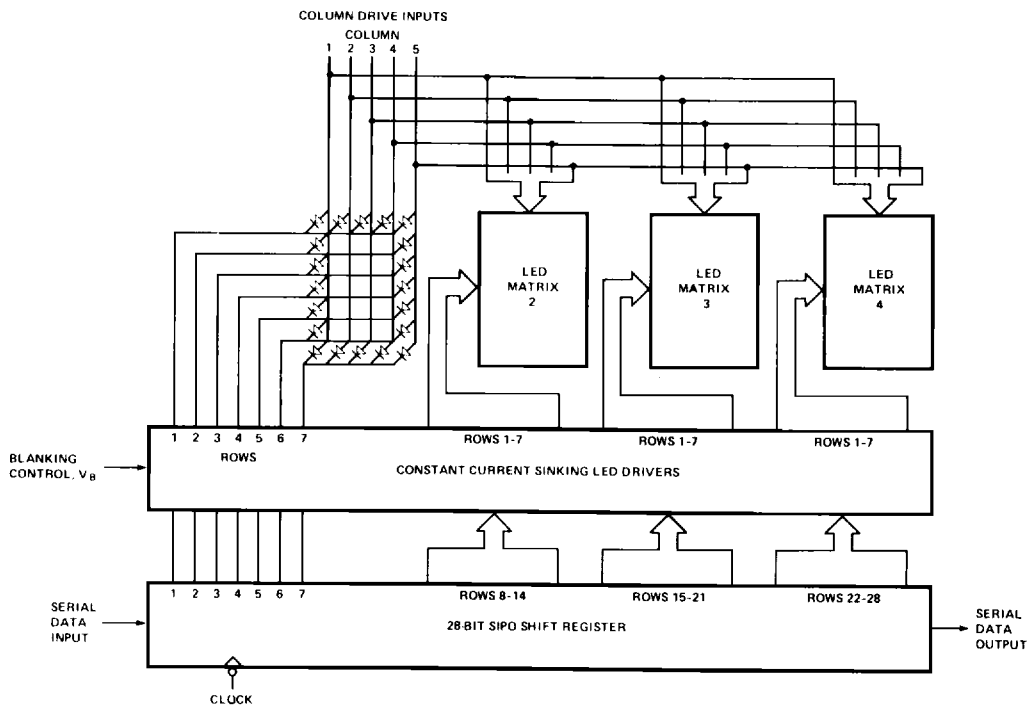 COLUMN DRIVE INPUTS
COLUMN
1 2 3 4 5
LED
MATRIX
2
LED
MATRIX
3
LED
MATRIX
4
1 2 3 4 5 6 7
ROWS
ROWS 1-7
ROWS 1-7
ROWS 1-7
BLANKING
CONTROL, VB
CONSTANT CURRENT SINKING LED DRIVERS
1 2 3 4 5 6 7
ROWS 8-14
ROWS 15-21
ROWS 22-28
SERIAL
DATA
INPUT
28-BIT SIPO SHIFT REGISTER
SERIAL
DATA
OUTPUT
CLOCK